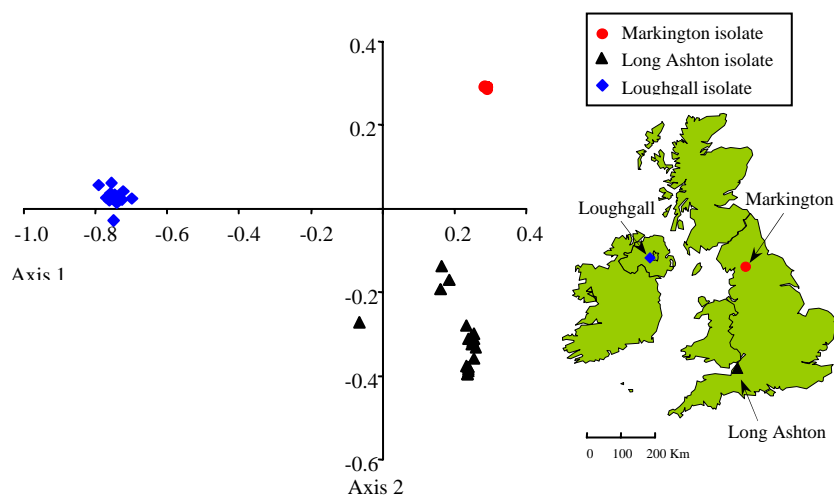 0.4
0.2
-1.0 -0.8 -0.6 -0.4 -0.2 0.2 0.4
Axis 1
-0.2
-0.4
-0.6
Axis 2
Markington isolate
Long Ashton isolate
Loughgall isolate
Loughgall
Markington
Long Ashton
0 200 Km